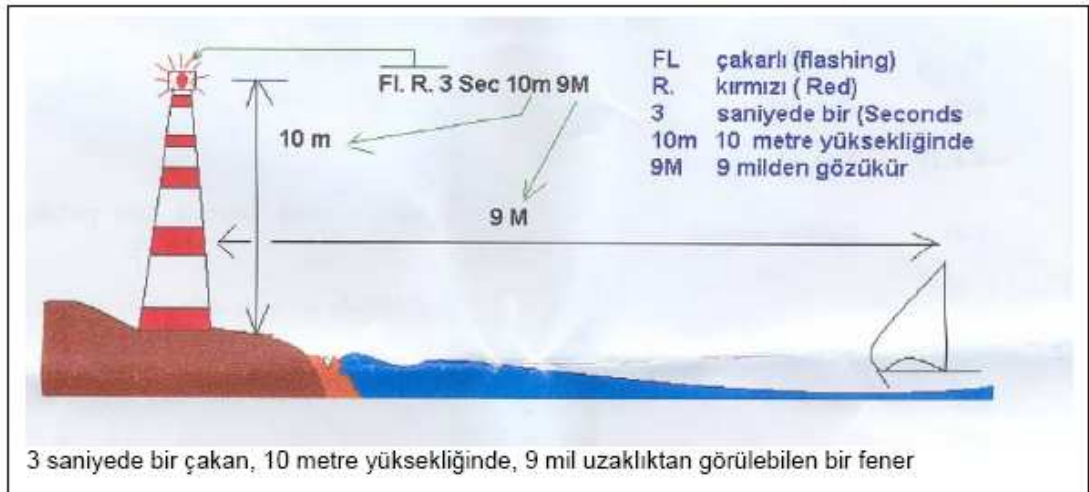 Fl. R. 3 Sec 10m 9M
10 m
9 M
FL çakarlı (flashing)
R. kırmızı ( Red)
3 saniyede bir (Seconds
10m 10 metre yüksekliğinde
9M 9 milden gözükür
3 saniyede bir çakan, 10 metre yüksekliğinde, 9 mil uzaklıktan görülebilen bir fener